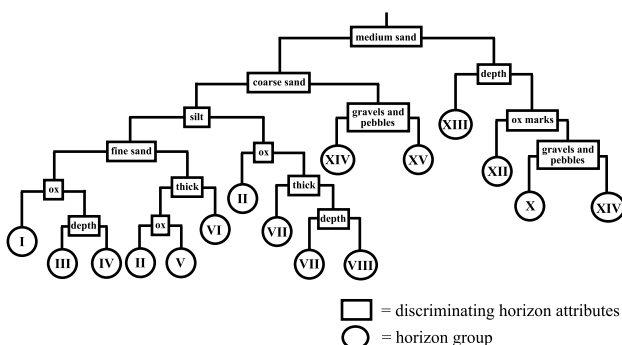 medium sand
coarse sand
depth
silt
gravels and
pebbles
XIII
ox marks
fine sand
ox
XIV
XV
XII
gravels and
pebbles
ox
thick
II
thick
X
XIV
I
depth
ox
VI
VII
depth
III
IV
II
V
VII
VIII
= discriminating horizon attributes
= horizon group